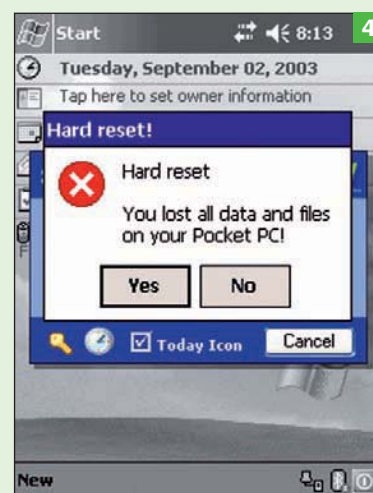 Start 8:13 4
Tuesday, September 02, 2003
Tap here to set owner information
Hard reset!
Hard reset
You lost all data and files
on your Pocket PC!
Yes No
Today Icon Cancel
New